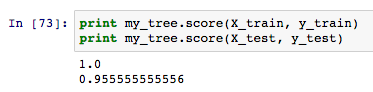 In [73]: print my_tree.score(X_train, y_train)
print my_tree.score(X_test, y_test)
1.0
0.955555555556